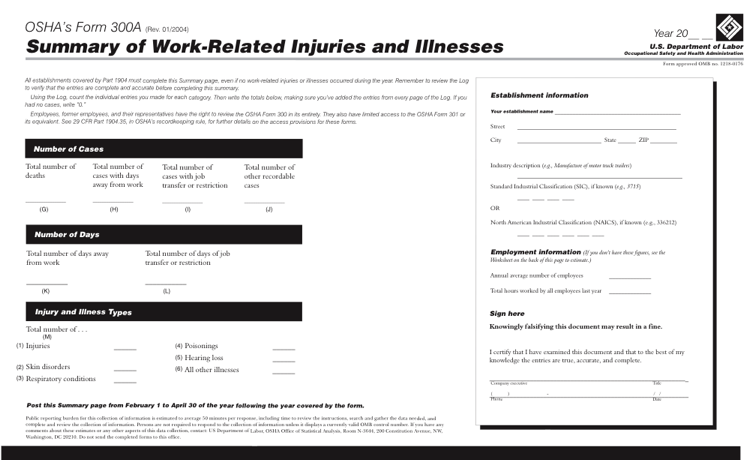 OSHA's Form 300A (Rev. 01/2004)
Summary of Work-Related Injuries and Illnesses
Year 20__ __
U.S. Department of Labor
Occupational Safety and Health Administration
Form approved OMB no. 1218-0176
All establishments covered by Part 1904 must complete this Summary page, even if no work-related injuries or illnesses occurred during the year. Remember to review the Log
to verify that the entries are complete and accurate before completing this summary.
Using the Log, count the individual entries you made for each category. Then write the totals below, making sure you've added the entries from every page of the Log. If you
had no cases, write "0."
Employees, former employees, and their representatives have the right to review the OSHA Form 300 in its entirety. They also have limited access to the OSHA Form 301 or
its equivalent. See 29 CFR Part 1904.35, in OSHA's recordkeeping rule, for further details on the access provisions for these forms.
Number of Cases
Total number of deaths
Total number of cases with days away from work
Total number of cases with job transfer or restriction
Total number of other recordable cases
(G) (H) (I) (J)
Number of Days
Total number of days away from work
Total number of days of job transfer or restriction
(K) (L)
Injury and Illness Types
Total number of . . .
(M)
(1) Injuries
(2) Skin disorders
(3) Respiratory conditions
(4) Poisonings
(5) Hearing loss
(6) All other illnesses
Post this Summary page from February 1 to April 30 of the year following the year covered by the form.
Public reporting burden for this collection of information is estimated to average 50 minutes per response, including time to review the instructions, search and gather the data needed, and
complete and review the collection of information. Persons are not required to respond to the collection of information unless it displays a currently valid OMB control number. If you have any
comments about these estimates or any other aspects of this data collection, contact: US Department of Labor, OSHA Office of Statistical Analysis, Room N-3644, 200 Constitution Avenue, NW,
Washington, DC 20210. Do not send the completed forms to this office.
Establishment information
Your establishment name
Street
City State ZIP
Industry description (e.g., Manufacture of motor truck trailers)
Standard Industrial Classification (SIC), if known (e.g., 3715)
OR
North American Industrial Classification (NAICS), if known (e.g., 336212)
Employment information (If you don't have these figures, see the
Worksheet on the back of this page to estimate.)
Annual average number of employees
Total hours worked by all employees last year
Sign here
Knowingly falsifying this document may result in a fine.
I certify that I have examined this document and that to the best of my
knowledge the entries are true, accurate, and complete.
Company executive Title
( ) - / /
Phone Date